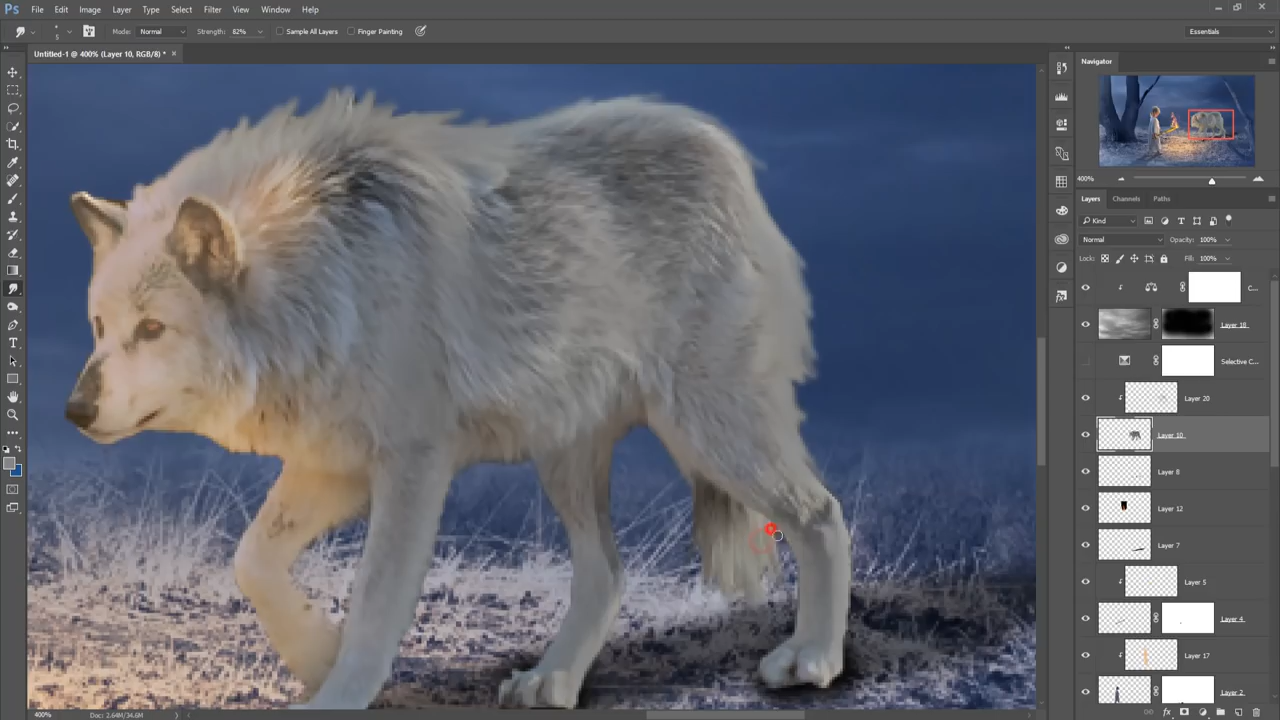 Ps File Edit Image Layer Type Select Filter View Window Help
5 Mode: Normal Strength: 82% Sample All Layers Finger Painting Essentials
Untitled-1 @ 400% (Layer 10, RGB/8) * ×
Navigator
400%
Layers Channels Paths
Kind
Normal Opacity: 100%
Lock: Fill: 100%
C...
Layer 18
Selective C...
Layer 20
Layer 10
Layer 8
Layer 12
Layer 7
Layer 5
Layer 4
Layer 17
Layer 2
400% Doc: 2.64M/34.6M